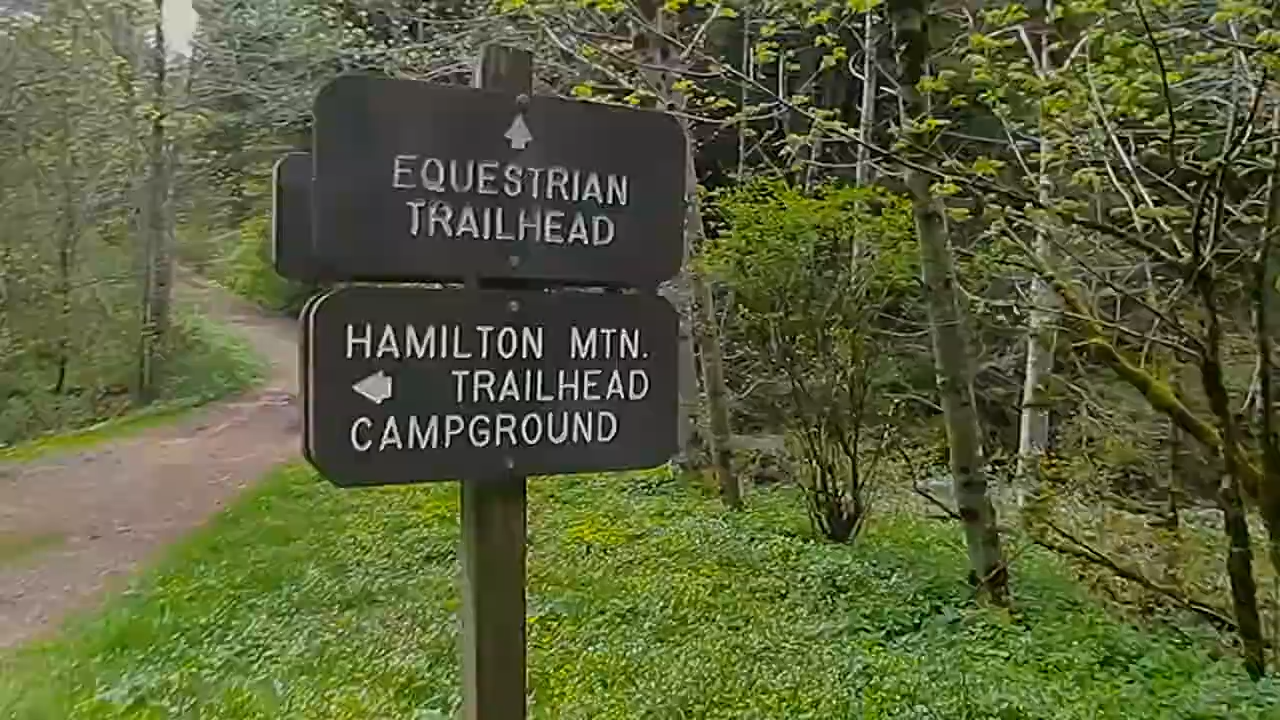 EQUESTRIAN
TRAILHEAD
HAMILTON MTN.
TRAILHEAD
CAMPGROUND